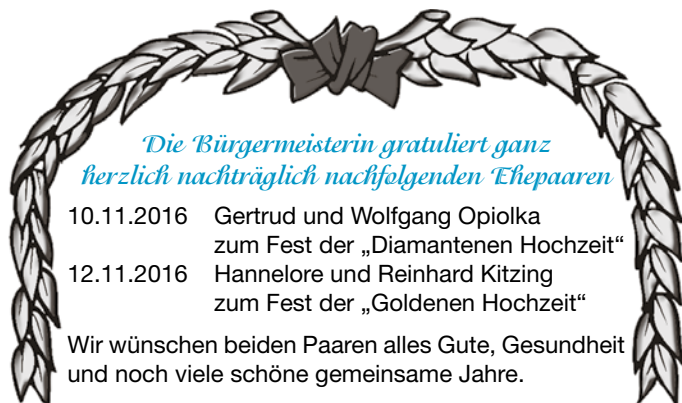 Die Bürgermeisterin gratuliert ganz
herzlich nachträglich nachfolgenden Ehepaaren
10.11.2016 Gertrud und Wolfgang Opiolka
zum Fest der „Diamantenen Hochzeit“
12.11.2016 Hannelore und Reinhard Kitzing
zum Fest der „Goldenen Hochzeit“
Wir wünschen beiden Paaren alles Gute, Gesundheit
und noch viele schöne gemeinsame Jahre.